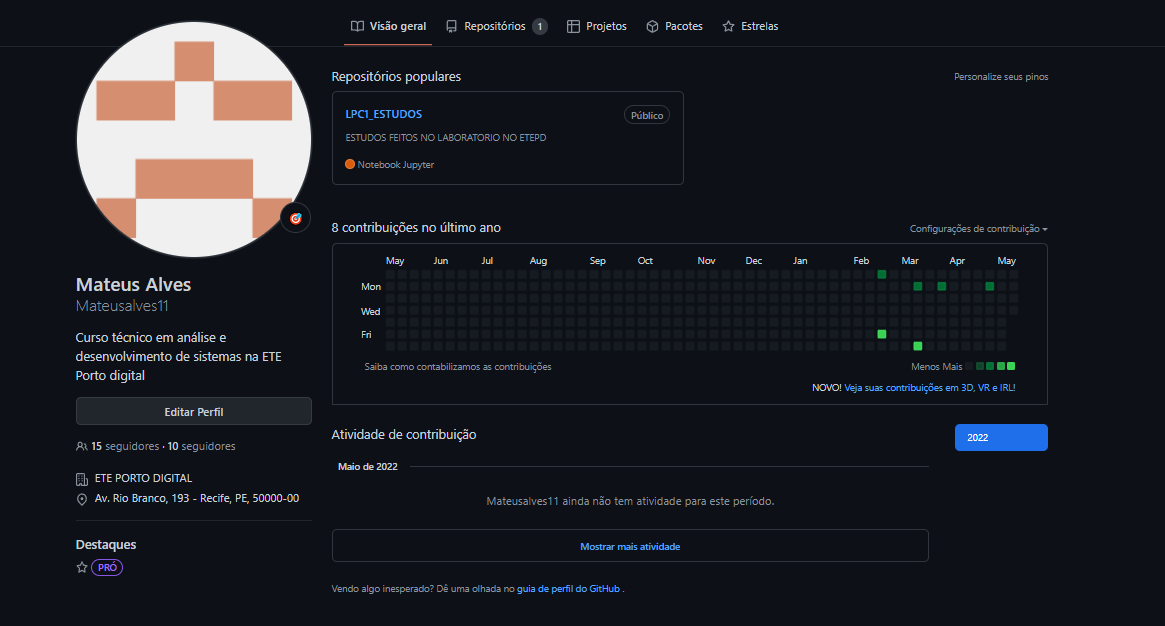 Visão geral
Repositórios 1
Projetos
Pacotes
Estrelas
Mateus Alves
Mateusalves11
Curso técnico em análise e
desenvolvimento de sistemas na ETE
Porto digital
Editar Perfil
15 seguidores · 10 seguidores
ETE PORTO DIGITAL
Av. Rio Branco, 193 - Recife, PE, 50000-00
Destaques
PRÓ
Repositórios populares
Personalize seus pinos
LPC1_ESTUDOS
Público
ESTUDOS FEITOS NO LABORATORIO NO ETEPD
Notebook Jupyter
8 contribuições no último ano
Configurações de contribuição
May Jun Jul Aug Sep Oct Nov Dec Jan Feb Mar Apr May
Mon
Wed
Fri
Saiba como contabilizamos as contribuições
Menos Mais
NOVO! Veja suas contribuições em 3D, VR e IRL!
Atividade de contribuição
2022
Maio de 2022
Mateusalves11 ainda não tem atividade para este período.
Mostrar mais atividade
Vendo algo inesperado? Dê uma olhada no guia de perfil do GitHub .